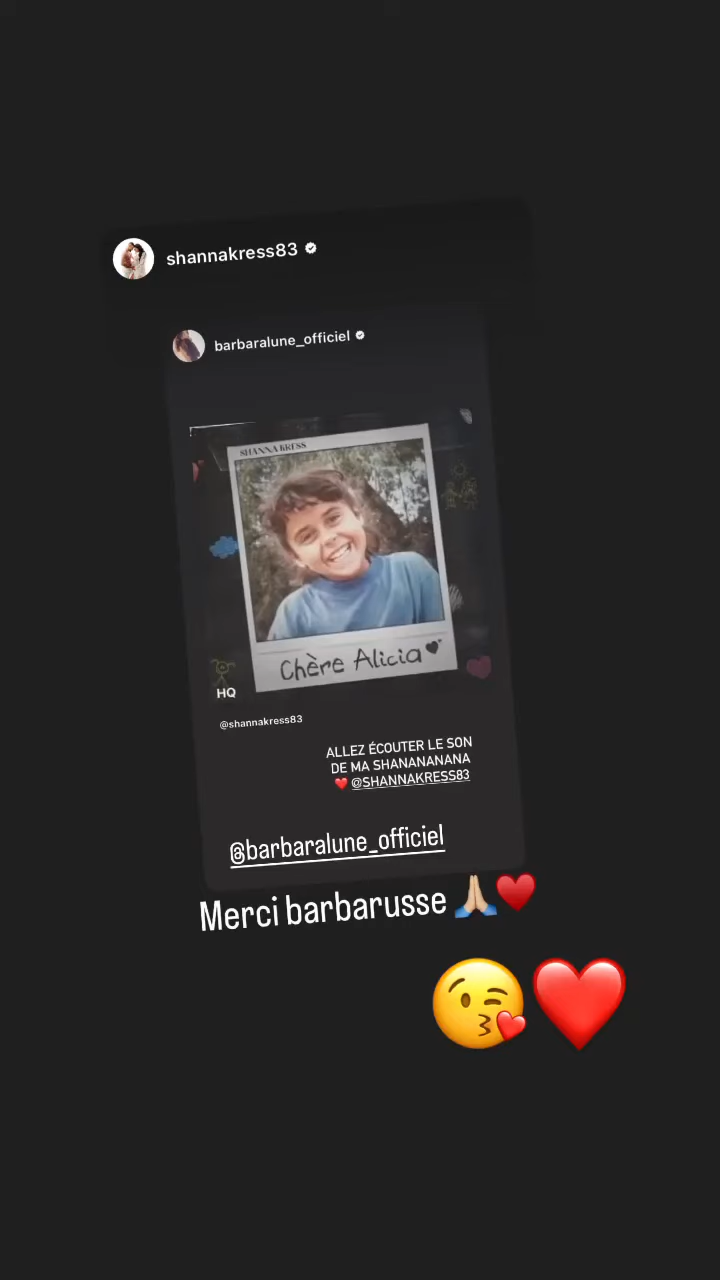 shannakress83
barbaralune_officiel
SHANNA KRESS
Chère Alicia
HQ
@shannakress83
ALLEZ ÉCOUTER LE SON
DE MA SHANANANANA
❤️ @SHANNAKRESS83
@barbaralune_officiel
Merci barbarusse 🙏🏼♥️
😘❤️